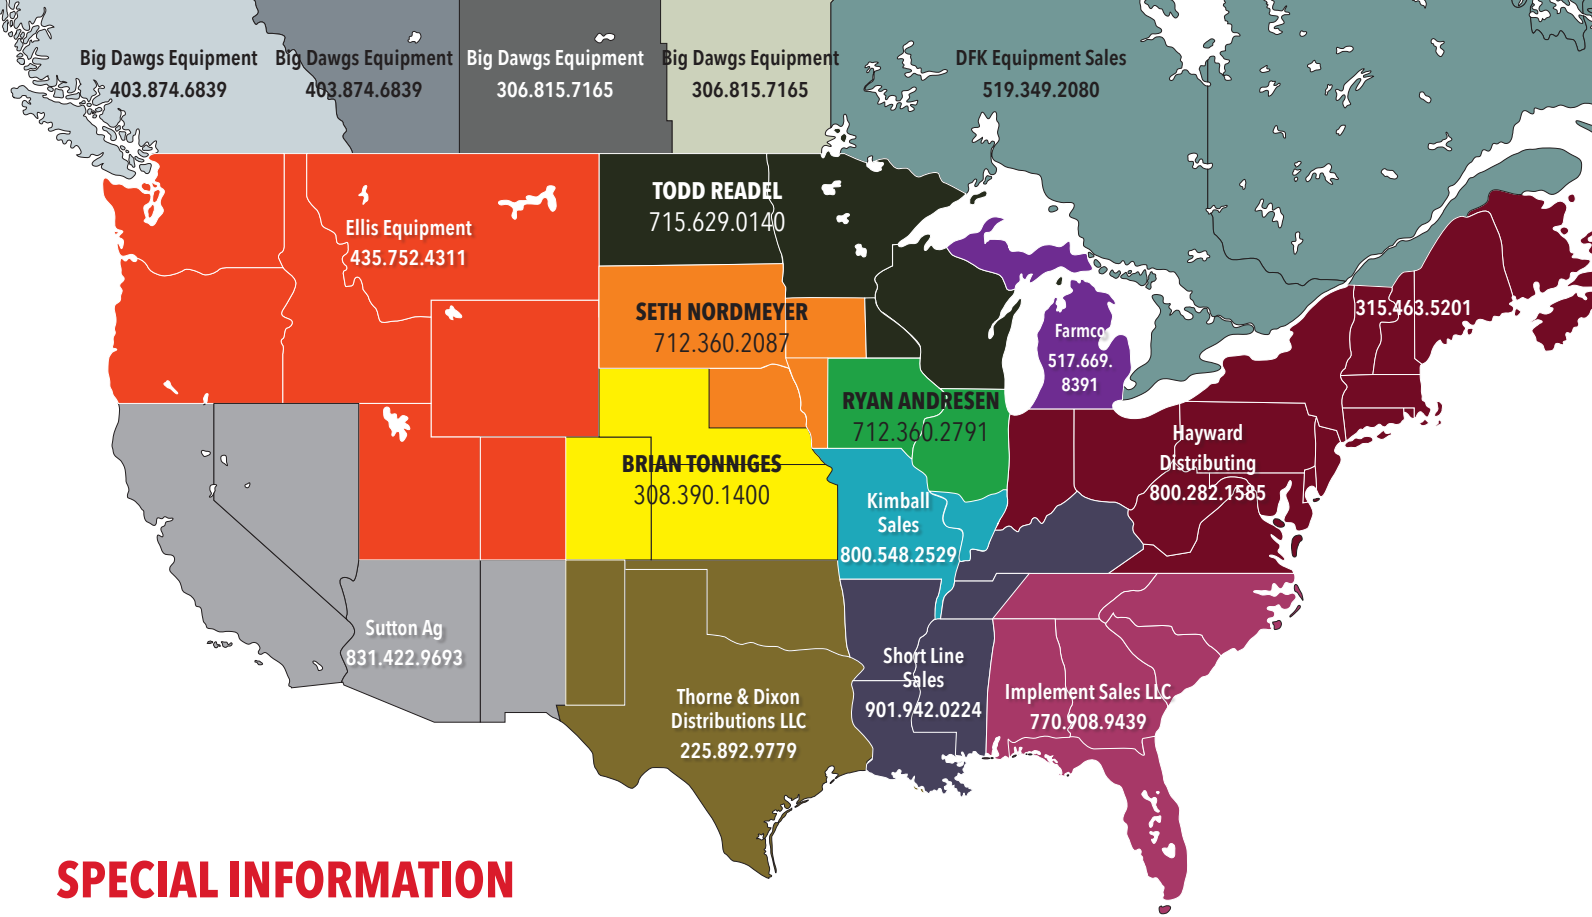 Big Dawgs Equipment
403.874.6839
Big Dawgs Equipment
403.874.6839
Big Dawgs Equipment
306.815.7165
Big Dawgs Equipment
306.815.7165
DFK Equipment Sales
519.349.2080
TODD READEL
715.629.0140
Ellis Equipment
435.752.4311
SETH NORDMEYER
712.360.2087
315.463.5201
Farmco
517.669.
8391
RYAN ANDRESEN
712.360.2791
Hayward
Distributing
800.282.1585
BRIAN TONNIGES
308.390.1400
Kimball
Sales
800.548.2529
Sutton Ag
831.422.9693
Short Line
Sales
901.942.0224
Thorne & Dixon
Distributions LLC
225.892.9779
Implement Sales LLC
770.908.9439
SPECIAL INFORMATION